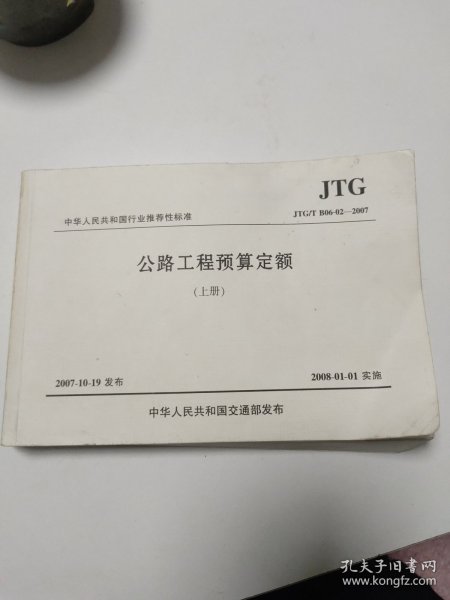 JTG
中华人民共和国行业推荐性标准
JTG/T B06-02—2007
公路工程预算定额
(上册)
2007-10-19 发布
2008-01-01 实施
中华人民共和国交通部发布
孔夫子旧书网
www.kongfz.com